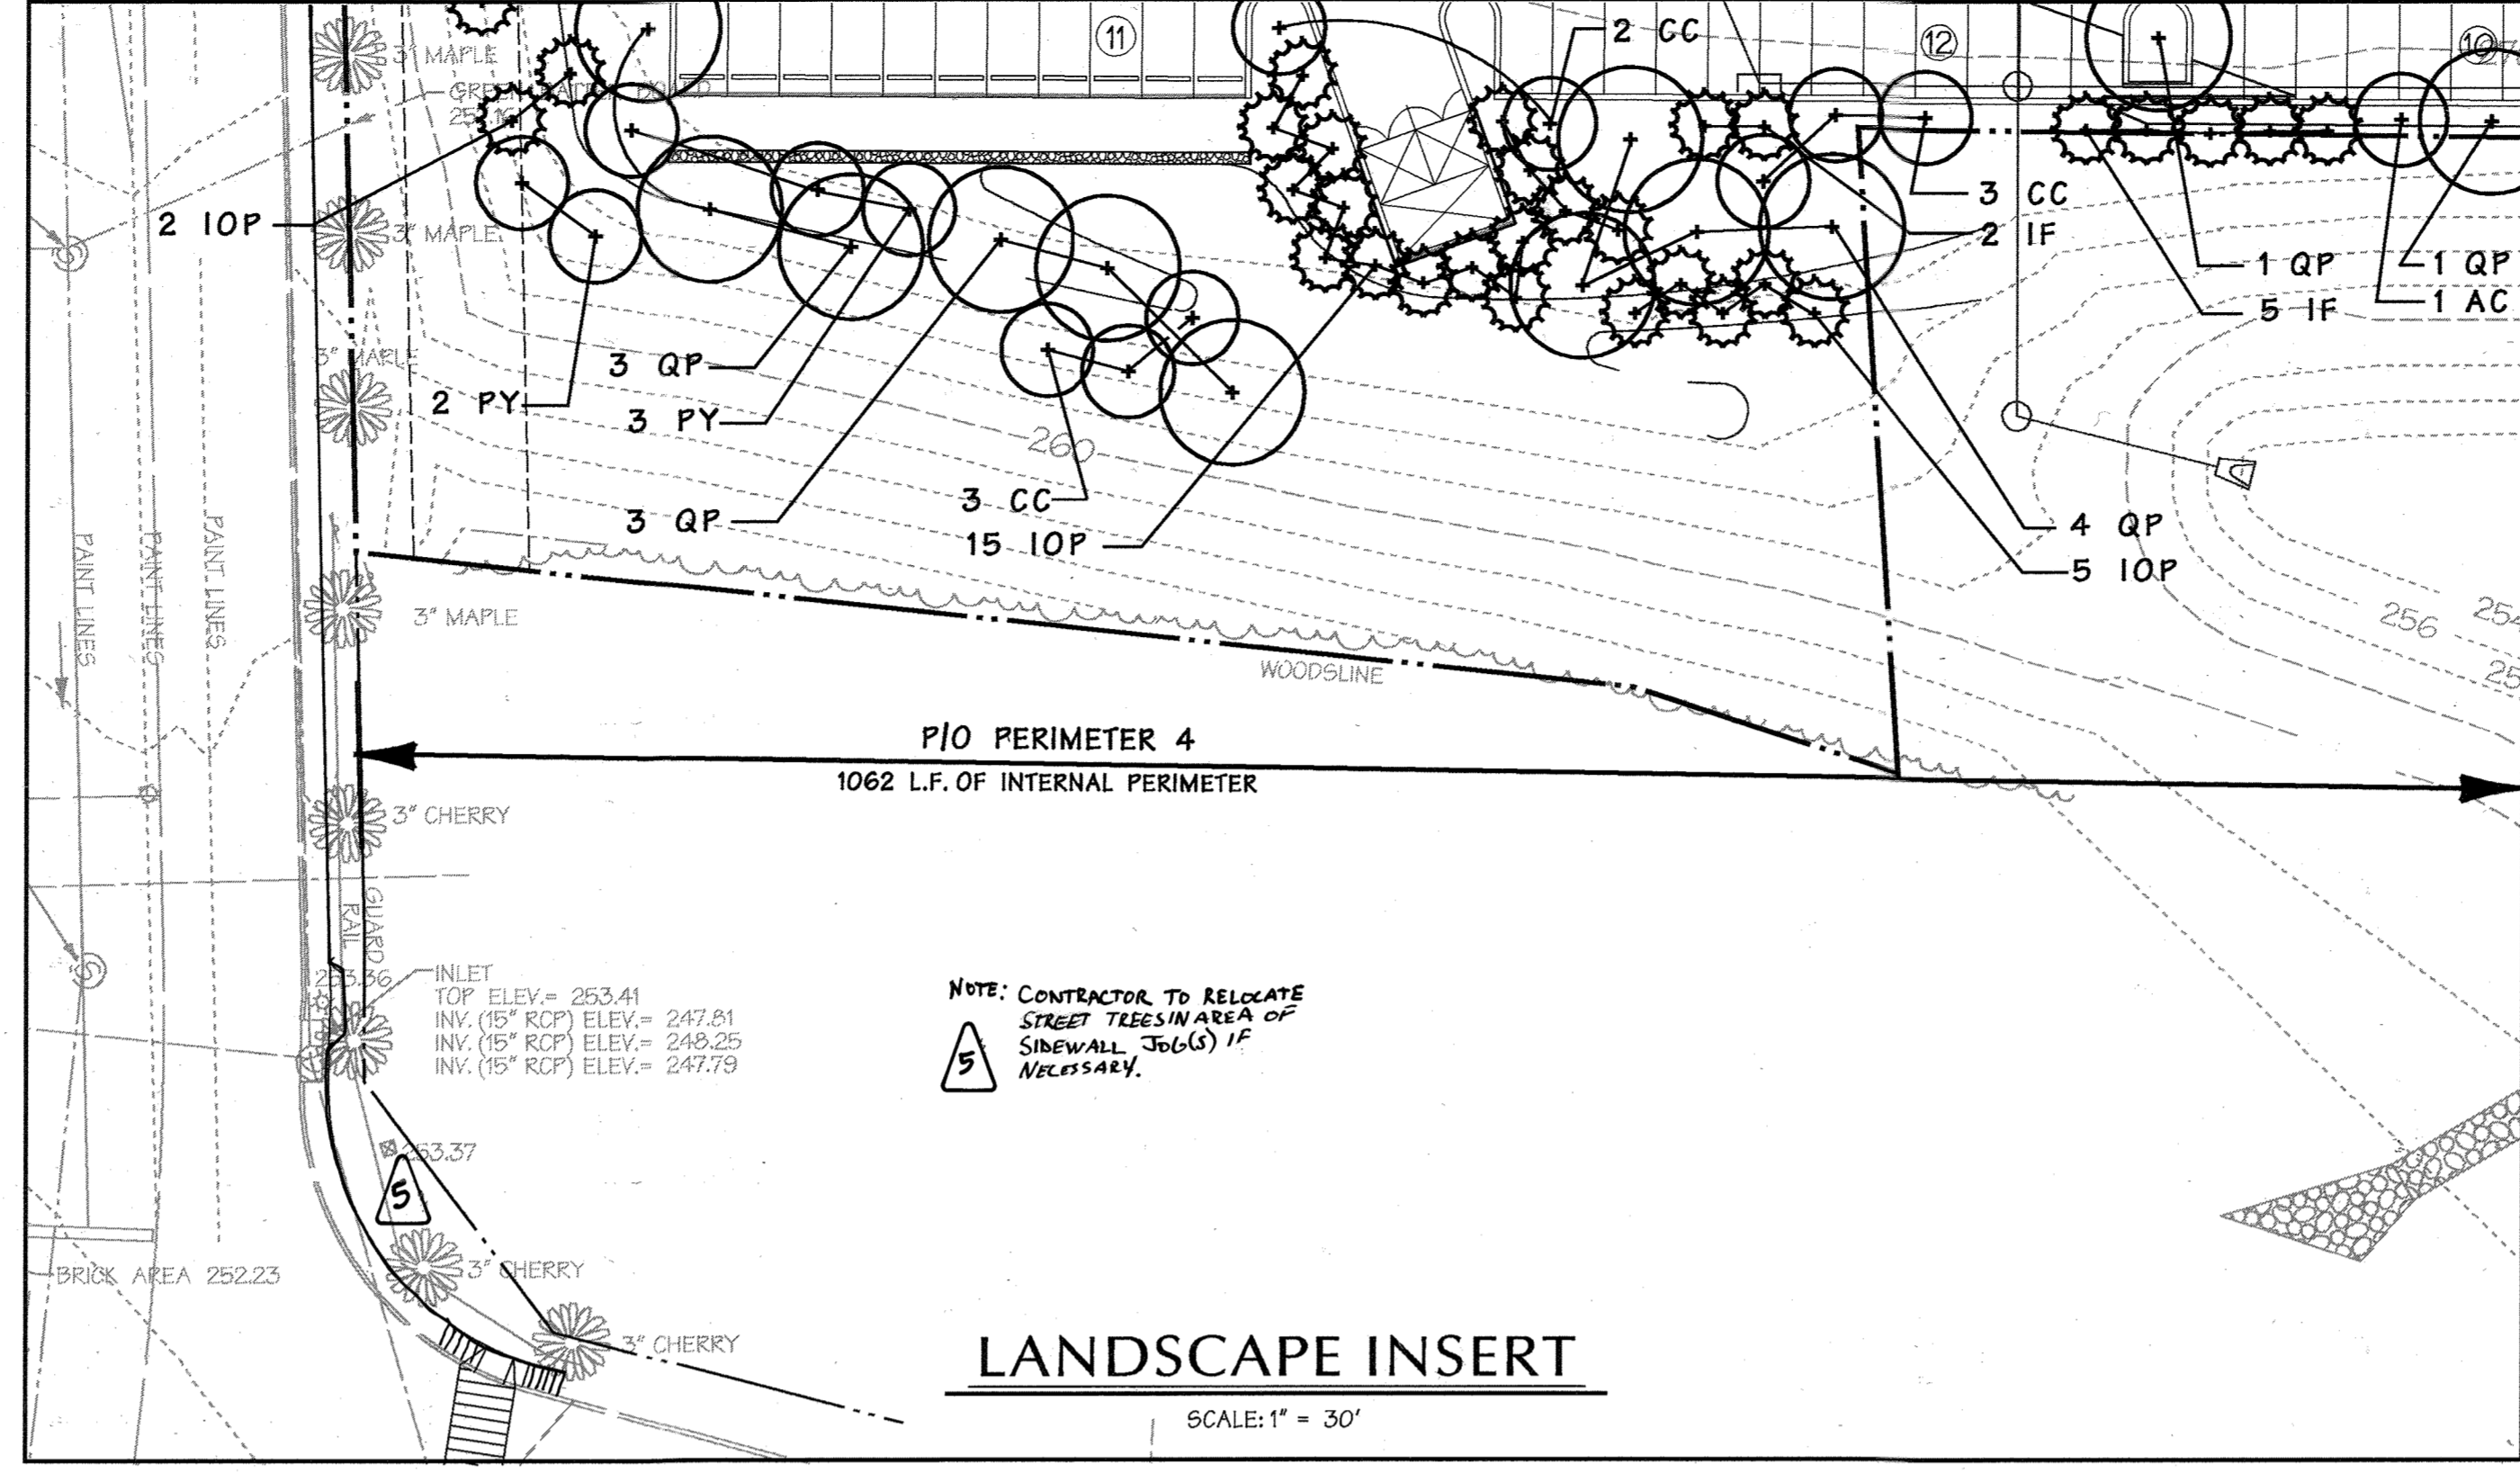 11
2 CC
12
3" MAPLE
3 CC
2 IOP
3" MAPLE
2 IF
1 QP
1 QP
5 IF
1 AC
3" MAPLE
3 QP
2 PY
3 PY
260
3 CC
3 QP
15 IOP
4 QP
5 IOP
PAINT LINES
PAINT LINES
PAINT LINES
3" MAPLE
256
WOODSLINE
P/O PERIMETER 4
1062 L.F. OF INTERNAL PERIMETER
3" CHERRY
GUARD
RAIL
253.36
INLET
TOP ELEV.= 253.41
INV. (15" RCP) ELEV.= 247.81
INV. (15" RCP) ELEV.= 248.25
INV. (15" RCP) ELEV.= 247.79
NOTE: CONTRACTOR TO RELOCATE
STREET TREES IN AREA OF
SIDEWALL JOG(S) IF
NECESSARY.
5
253.37
5
3" CHERRY
BRICK AREA 252.23
3" CHERRY
LANDSCAPE INSERT
SCALE: 1" = 30'